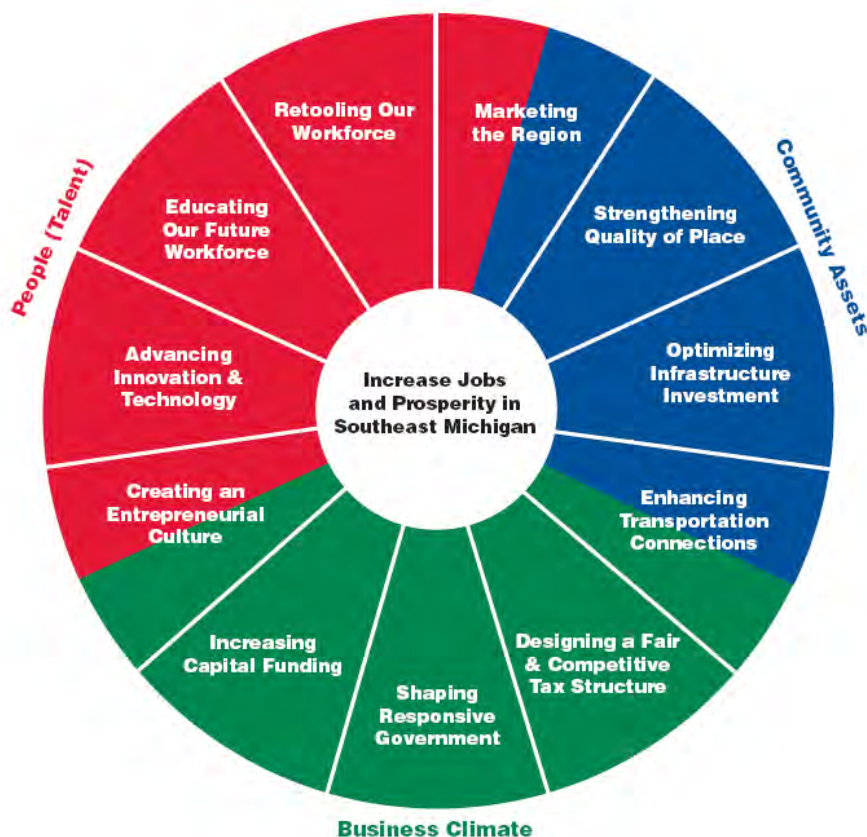 Retooling Our
Workforce
Marketing
the Region
Educating
Our Future
Workforce
Strengthening
Quality of Place
People (Talent)
Community Assets
Advancing
Innovation &
Technology
Increase Jobs
and Prosperity in
Southeast Michigan
Optimizing
Infrastructure
Investment
Creating an
Entrepreneurial
Culture
Enhancing
Transportation
Connections
Increasing
Capital Funding
Shaping
Responsive
Government
Designing a Fair
& Competitive
Tax Structure
Business Climate